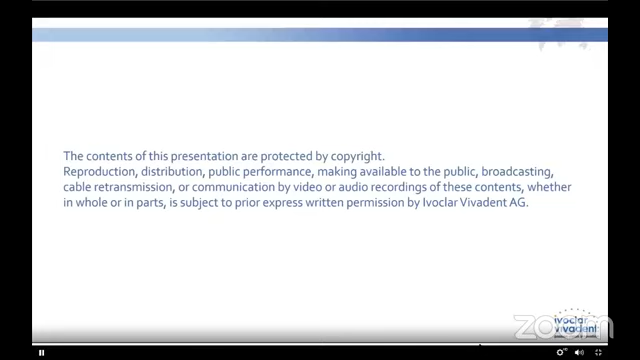 The contents of this presentation are protected by copyright.
Reproduction, distribution, public performance, making available to the public, broadcasting,
cable retransmission, or communication by video or audio recordings of these contents, whether
in whole or in parts, is subject to prior express written permission by Ivoclar Vivadent AG.
ivoclar
vivadent
zoom